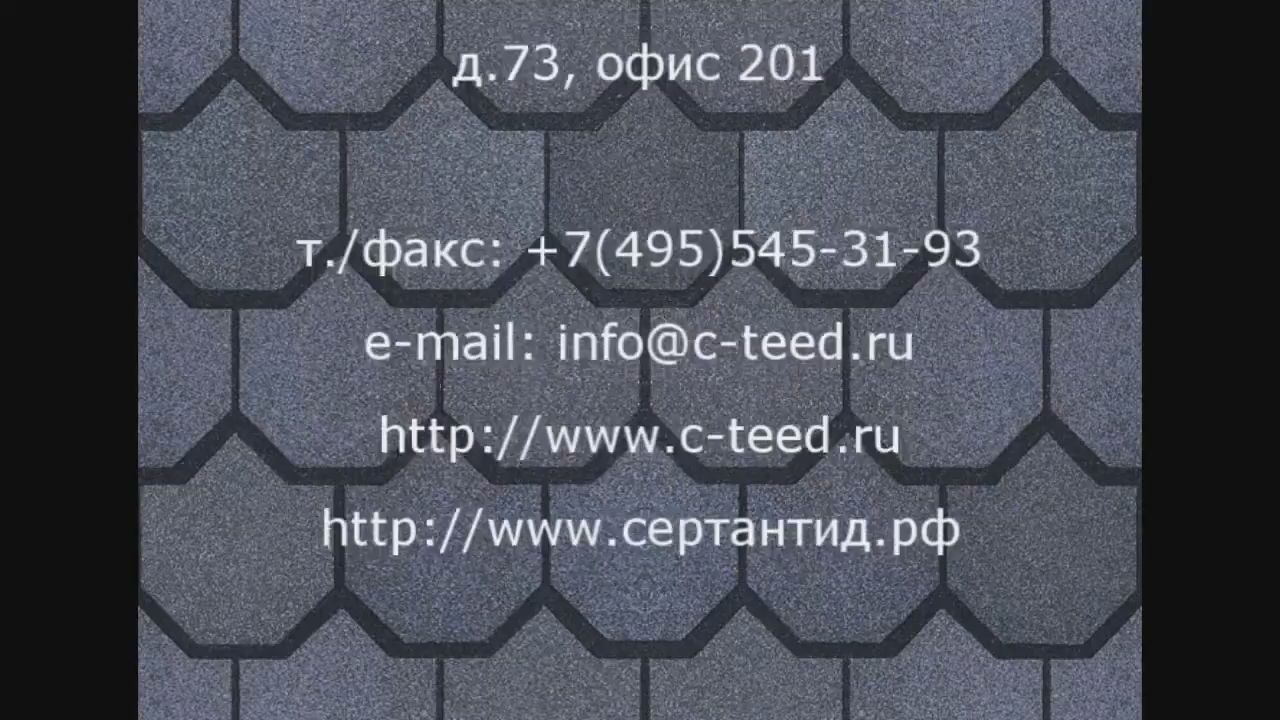 д.73, офис 201
т./факс: +7(495)545-31-93
e-mail: info@c-teed.ru
http://www.c-teed.ru
http://www.сертантид.рф